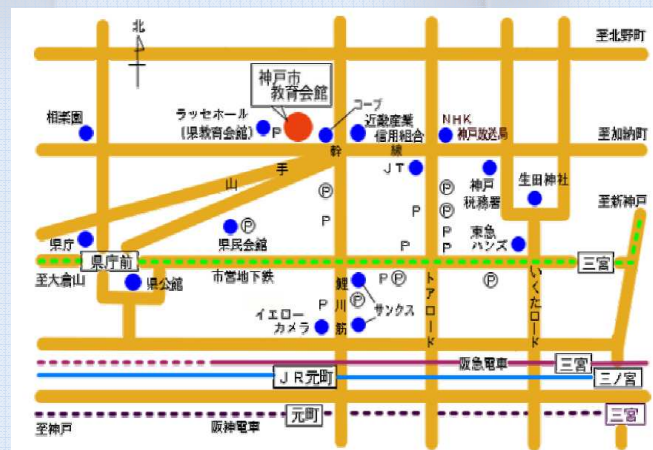 北
至北野町
神戸市
教育会館
コープ
ラッセホール
(県教育会館)
P
相楽園
近畿産業
信用組合
NHK
神戸放送局
至加納町
山手幹線
JT
神戸
税務署
生田神社
P
P
P
P
至新神戸
県庁
県民会館
P
P
P
P
P
東急
ハンズ
県庁前
三宮
至大倉山
県公館
市営地下鉄
鯉川筋
P
P
P
P
P
サンクス
トアロード
いくたロード
イエロー
カメラ
阪急電車
三宮
JR元町
三ノ宮
元町
三宮
至神戸
阪神電車